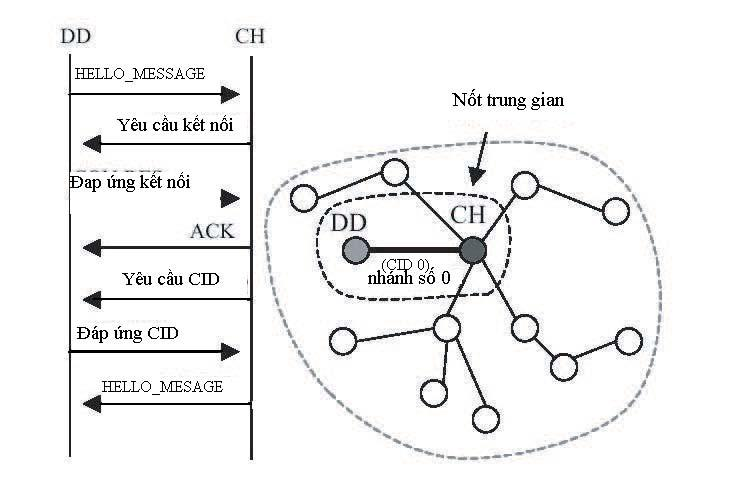 DD
CH
HELLO_MESSAGE
Yêu cầu kết nối
Đap ứng kết nối
ACK
Yêu cầu CID
Đáp ứng CID
HELLO_MESAGE
Nốt trung gian
DD
CH
(CID 0)
nhánh số 0